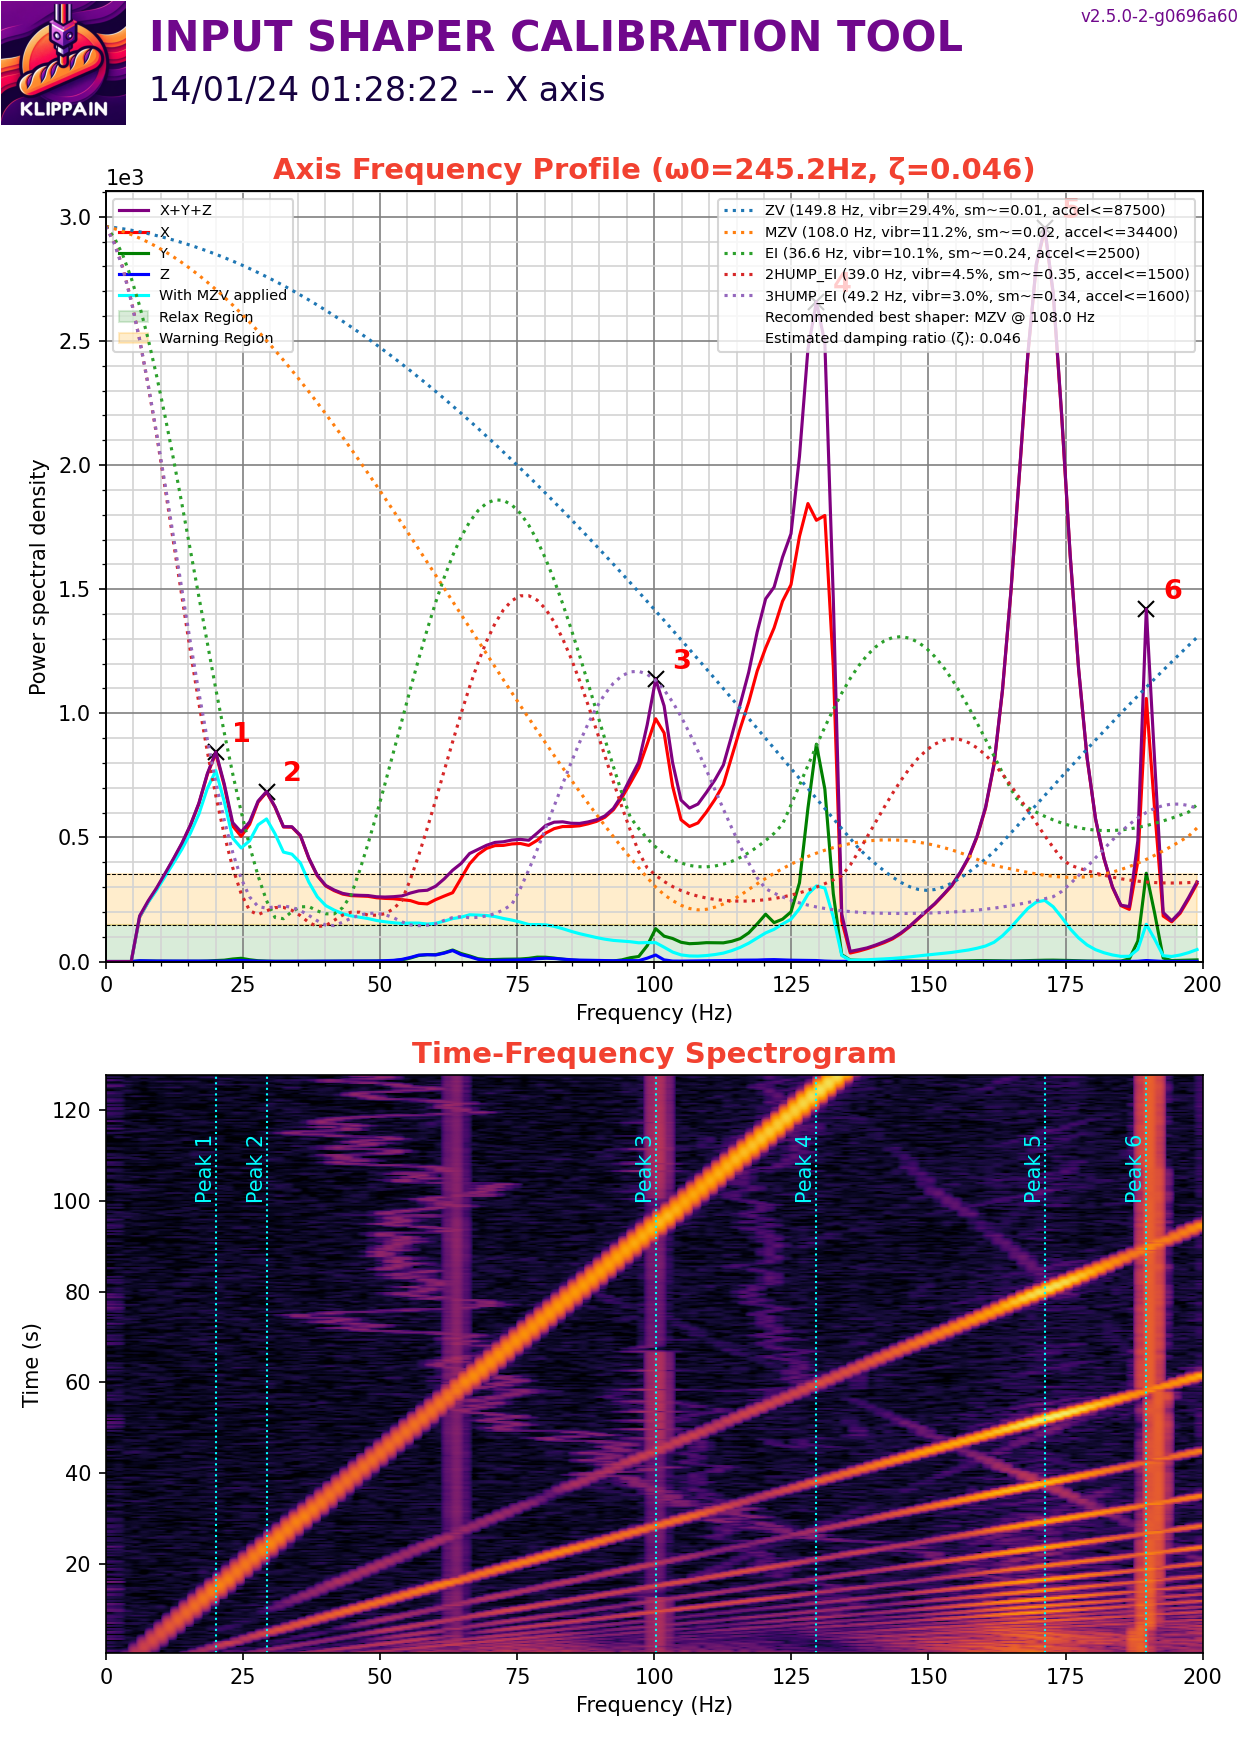 v2.5.0-2-g0696a60
INPUT SHAPER CALIBRATION TOOL
14/01/24 01:28:22 -- X axis
KLIPPAIN
Axis Frequency Profile (ω0=245.2Hz, ζ=0.046)
1e3
X+Y+Z
X
Y
Z
With MZV applied
Relax Region
Warning Region
ZV (149.8 Hz, vibr=29.4%, sm~=0.01, accel<=87500)
MZV (108.0 Hz, vibr=11.2%, sm~=0.02, accel<=34400)
EI (36.6 Hz, vibr=10.1%, sm~=0.24, accel<=2500)
2HUMP_EI (39.0 Hz, vibr=4.5%, sm~=0.35, accel<=1500)
3HUMP_EI (49.2 Hz, vibr=3.0%, sm~=0.34, accel<=1600)
Recommended best shaper: MZV @ 108.0 Hz
Estimated damping ratio (ζ): 0.046
3.0
2.5
2.0
1.5
1.0
0.5
0.0
Power spectral density
1
2
3
4
5
6
0 25 50 75 100 125 150 175 200
Frequency (Hz)
Time-Frequency Spectrogram
120
100
80
60
40
20
Time (s)
Peak 1
Peak 2
Peak 3
Peak 4
Peak 5
Peak 6
0 25 50 75 100 125 150 175 200
Frequency (Hz)